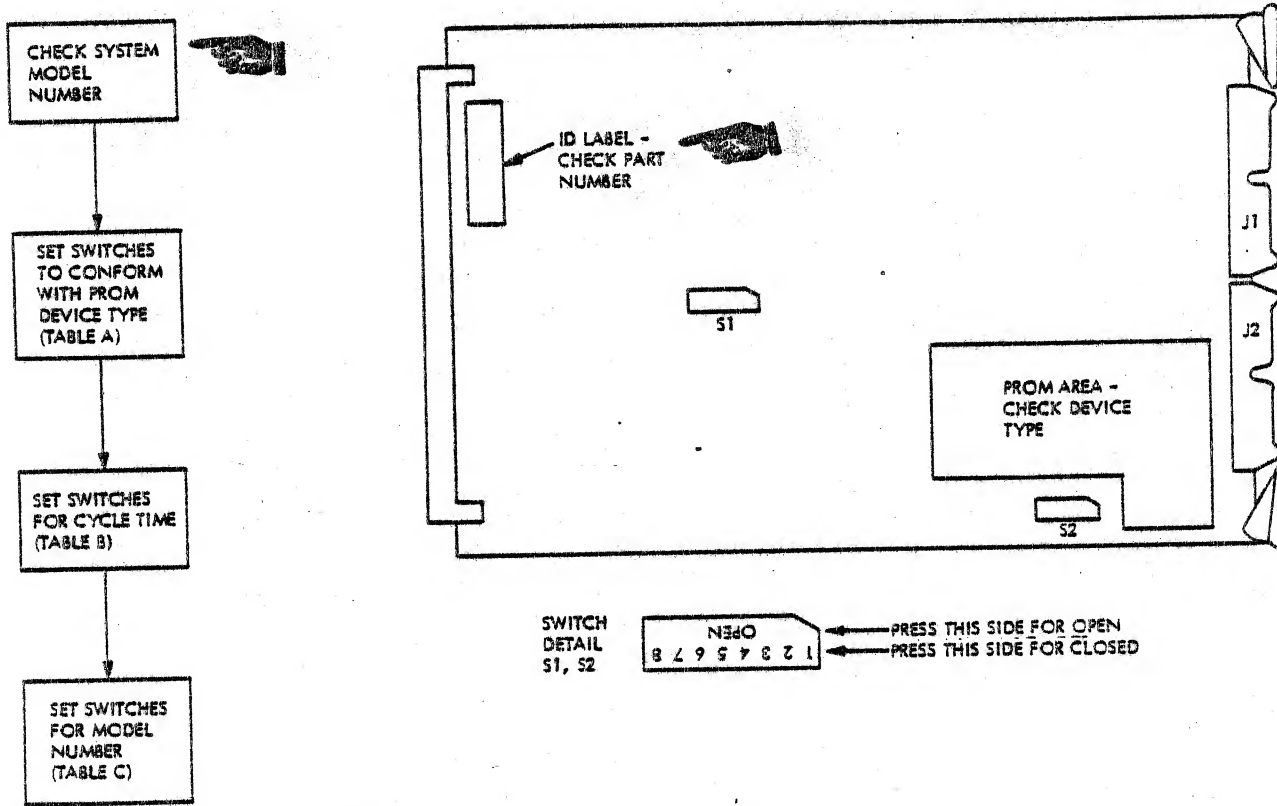 CHECK SYSTEM
MODEL
NUMBER
SET SWITCHES
TO CONFORM
WITH PROM
DEVICE TYPE
(TABLE A)
SET SWITCHES
FOR CYCLE TIME
(TABLE B)
SET SWITCHES
FOR MODEL
NUMBER
(TABLE C)
ID LABEL -
CHECK PART
NUMBER
S1
J1
J2
PROM AREA -
CHECK DEVICE
TYPE
S2
SWITCH
DETAIL
S1, S2
OPEN
1 2 3 4 5 6 7 8
PRESS THIS SIDE FOR OPEN
PRESS THIS SIDE FOR CLOSED